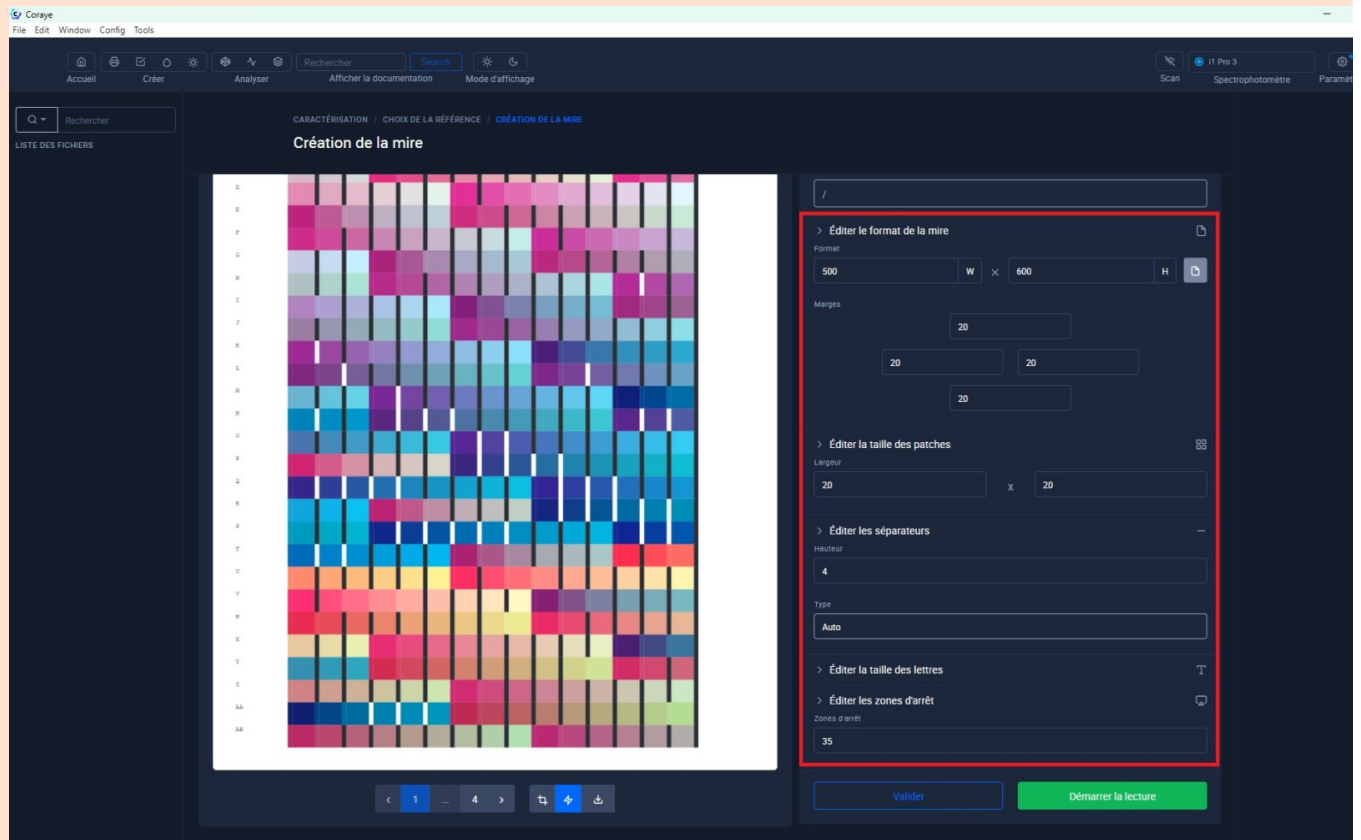 Coraye
File Edit Window Config Tools
Rechercher Search
Accueil Créer Analyser Afficher la documentation Mode d'affichage
i1 Pro 3
Scan Spectrophotomètre Paramèt
Rechercher
LISTE DES FICHIERS
CARACTÉRISATION / CHOIX DE LA RÉFÉRENCE / CRÉATION DE LA MIRE
Création de la mire
D
E
F
G
H
I
J
K
L
M
N
O
P
Q
R
S
T
U
V
W
X
Y
Z
AA
AB
< 1 ... 4 >
/
> Éditer le format de la mire
Format
500 W × 600 H
Marges
20
20 20
20
> Éditer la taille des patches
Largeur
20 x 20
> Éditer les séparateurs
Hauteur
4
Type
Auto
> Éditer la taille des lettres
> Éditer les zones d'arrêt
Zones d'arrêt
35
Valider Démarrer la lecture